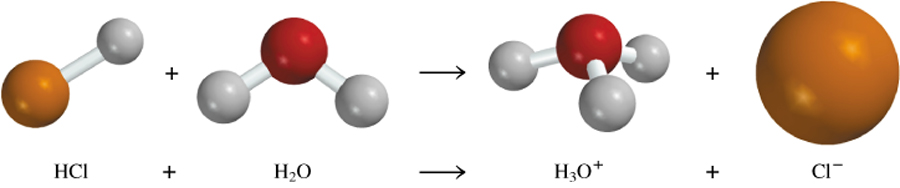 + ⟶ +
HCl + H₂O ⟶ H₃O⁺ + Cl⁻